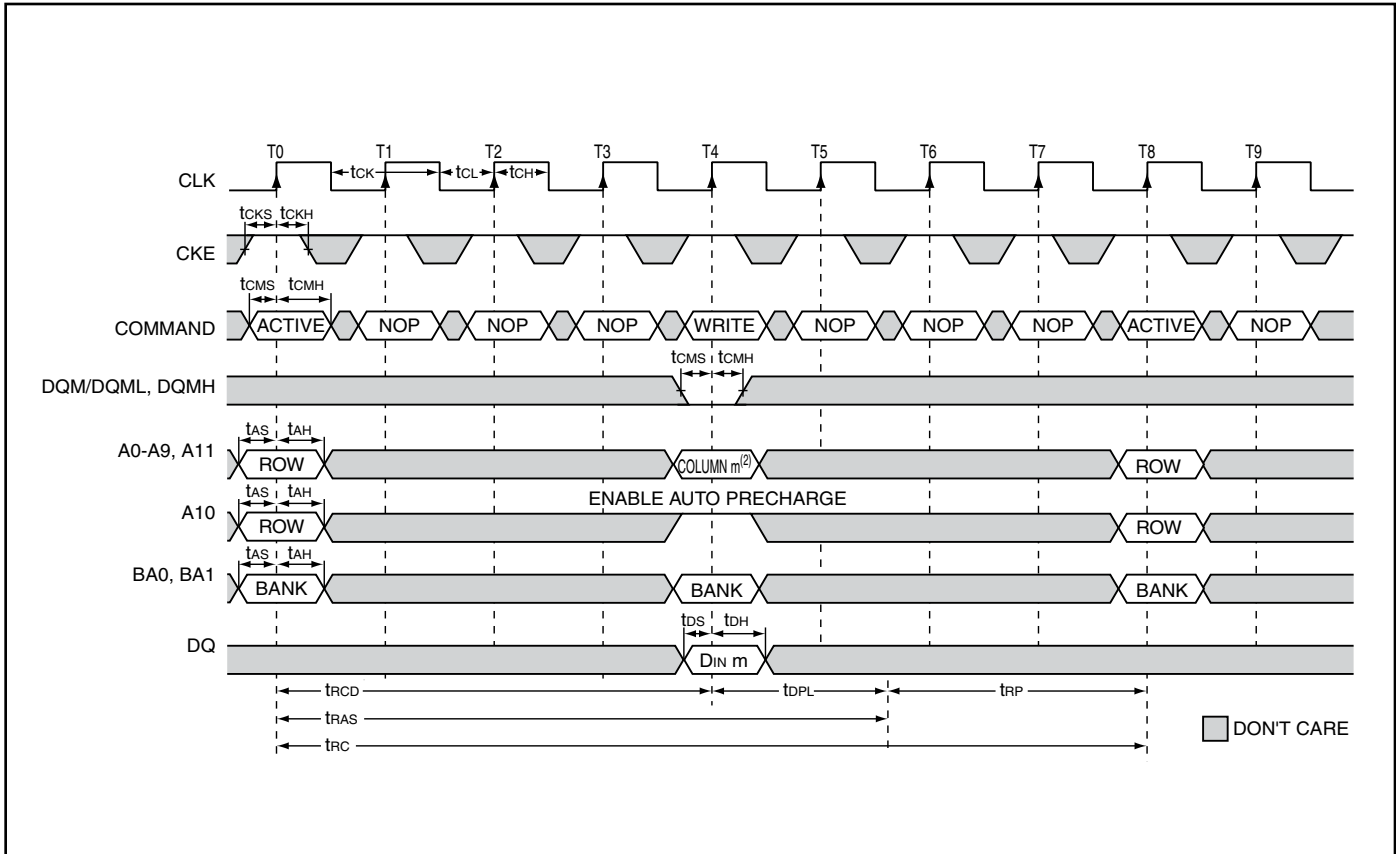 T0 T1 T2 T3 T4 T5 T6 T7 T8 T9
CLK tCK tCL tCH
tCKS tCKH
CKE
tCMS tCMH
COMMAND ACTIVE NOP NOP NOP WRITE NOP NOP NOP ACTIVE NOP
tCMS tCMH
DQM/DQML, DQMH
tAS tAH
A0-A9, A11 ROW COLUMN m(2) ROW
tAS tAH ENABLE AUTO PRECHARGE
A10 ROW ROW
tAS tAH
BA0, BA1 BANK BANK BANK
tDS tDH
DQ DIN m
tRCD tDPL tRP
tRAS
DON'T CARE
tRC